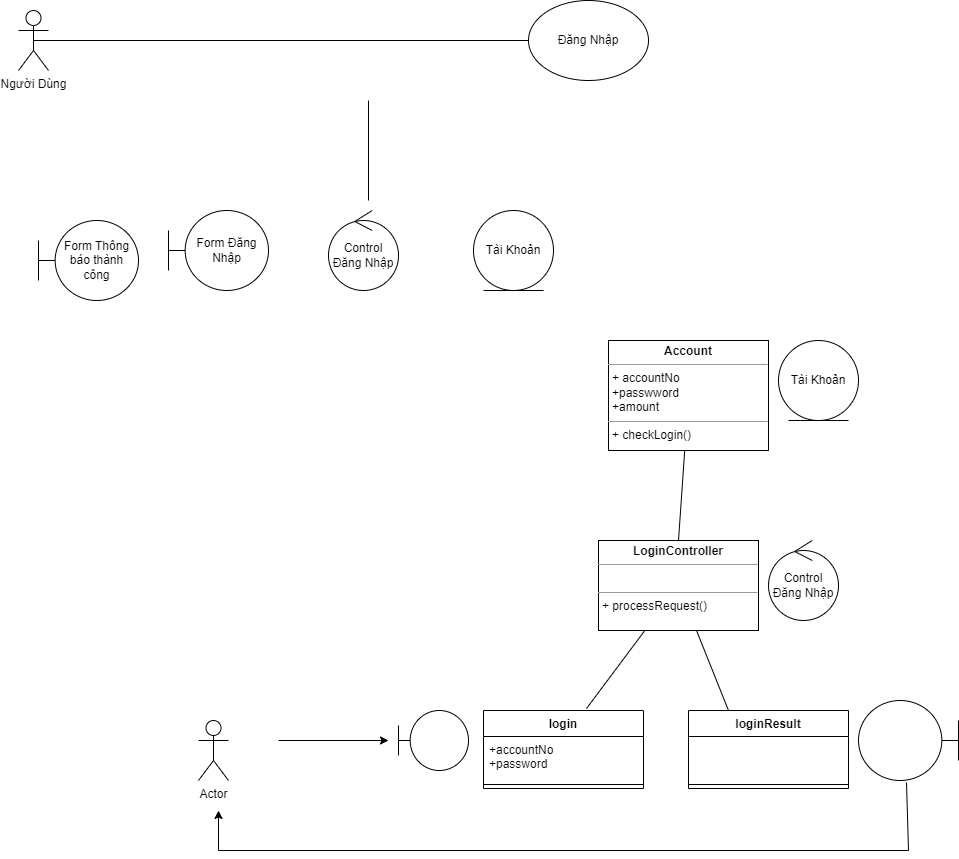 Đăng Nhập
Người Dùng
Form Thông
báo thành
công
Form Đăng
Nhập
Control
Đăng Nhập
Tài Khoản
Account
+ accountNo
+passwword
+amount
+ checkLogin()
Tài Khoản
LoginController
+ processRequest()
Control
Đăng Nhập
login
+accountNo
+password
loginResult
Actor